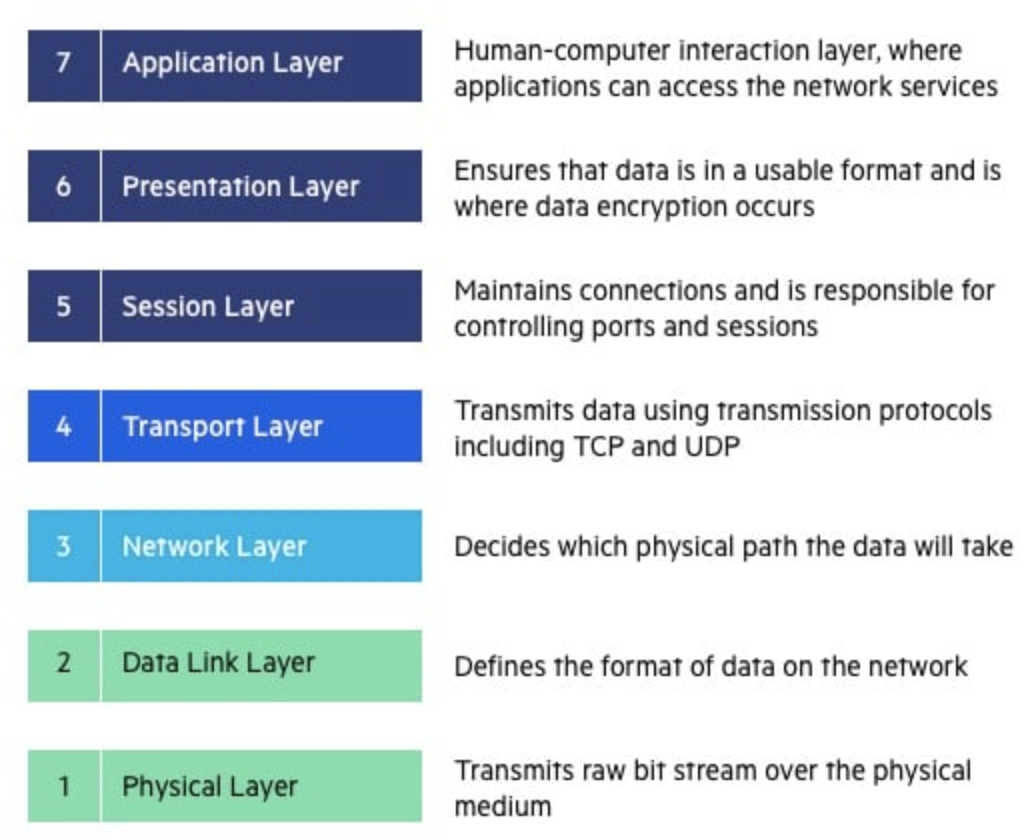 7 Application Layer
Human-computer interaction layer, where
applications can access the network services
6 Presentation Layer
Ensures that data is in a usable format and is
where data encryption occurs
5 Session Layer
Maintains connections and is responsible for
controlling ports and sessions
4 Transport Layer
Transmits data using transmission protocols
including TCP and UDP
3 Network Layer
Decides which physical path the data will take
2 Data Link Layer
Defines the format of data on the network
1 Physical Layer
Transmits raw bit stream over the physical
medium